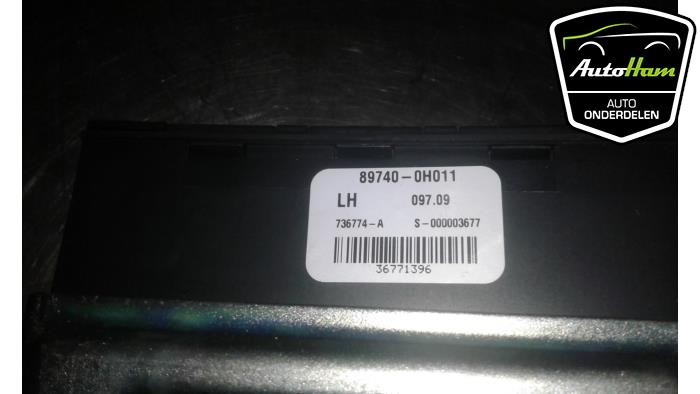 AutoHam
AUTO
ONDERDELEN
89740-0H011
LH 097.09
736774-A S-000003677
36771396